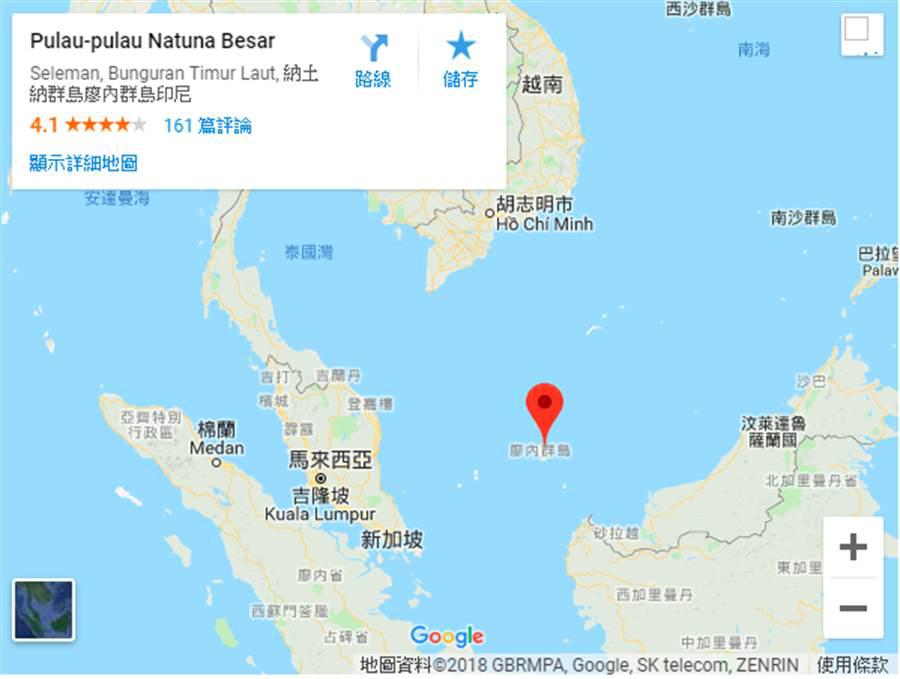 西沙群島
Pulau-pulau Natuna Besar
Seleman, Bunguran Timur Laut, 納土
納群島廖內群島印尼
4.1
161 篇評論
顯示詳細地圖
路線
儲存
南海
越南
安達曼海
胡志明市
Hồ Chí Minh
南沙群島
泰國灣
巴拉望
Palaw
吉打
吉蘭丹
沙巴
檳城
登嘉樓
亞齊特別
行政區
棉蘭
Medan
霹靂
汶萊達魯
薩蘭國
廖內群島
馬來西亞
北加里曼丹省
吉隆坡
Kuala Lumpur
新加坡
砂拉越
廖內省
東加里
西加里曼丹
西蘇門答臘
占碑省
中加里曼丹
Google
地圖資料©2018 GBRMPA, Google, SK telecom, ZENRIN
使用條款